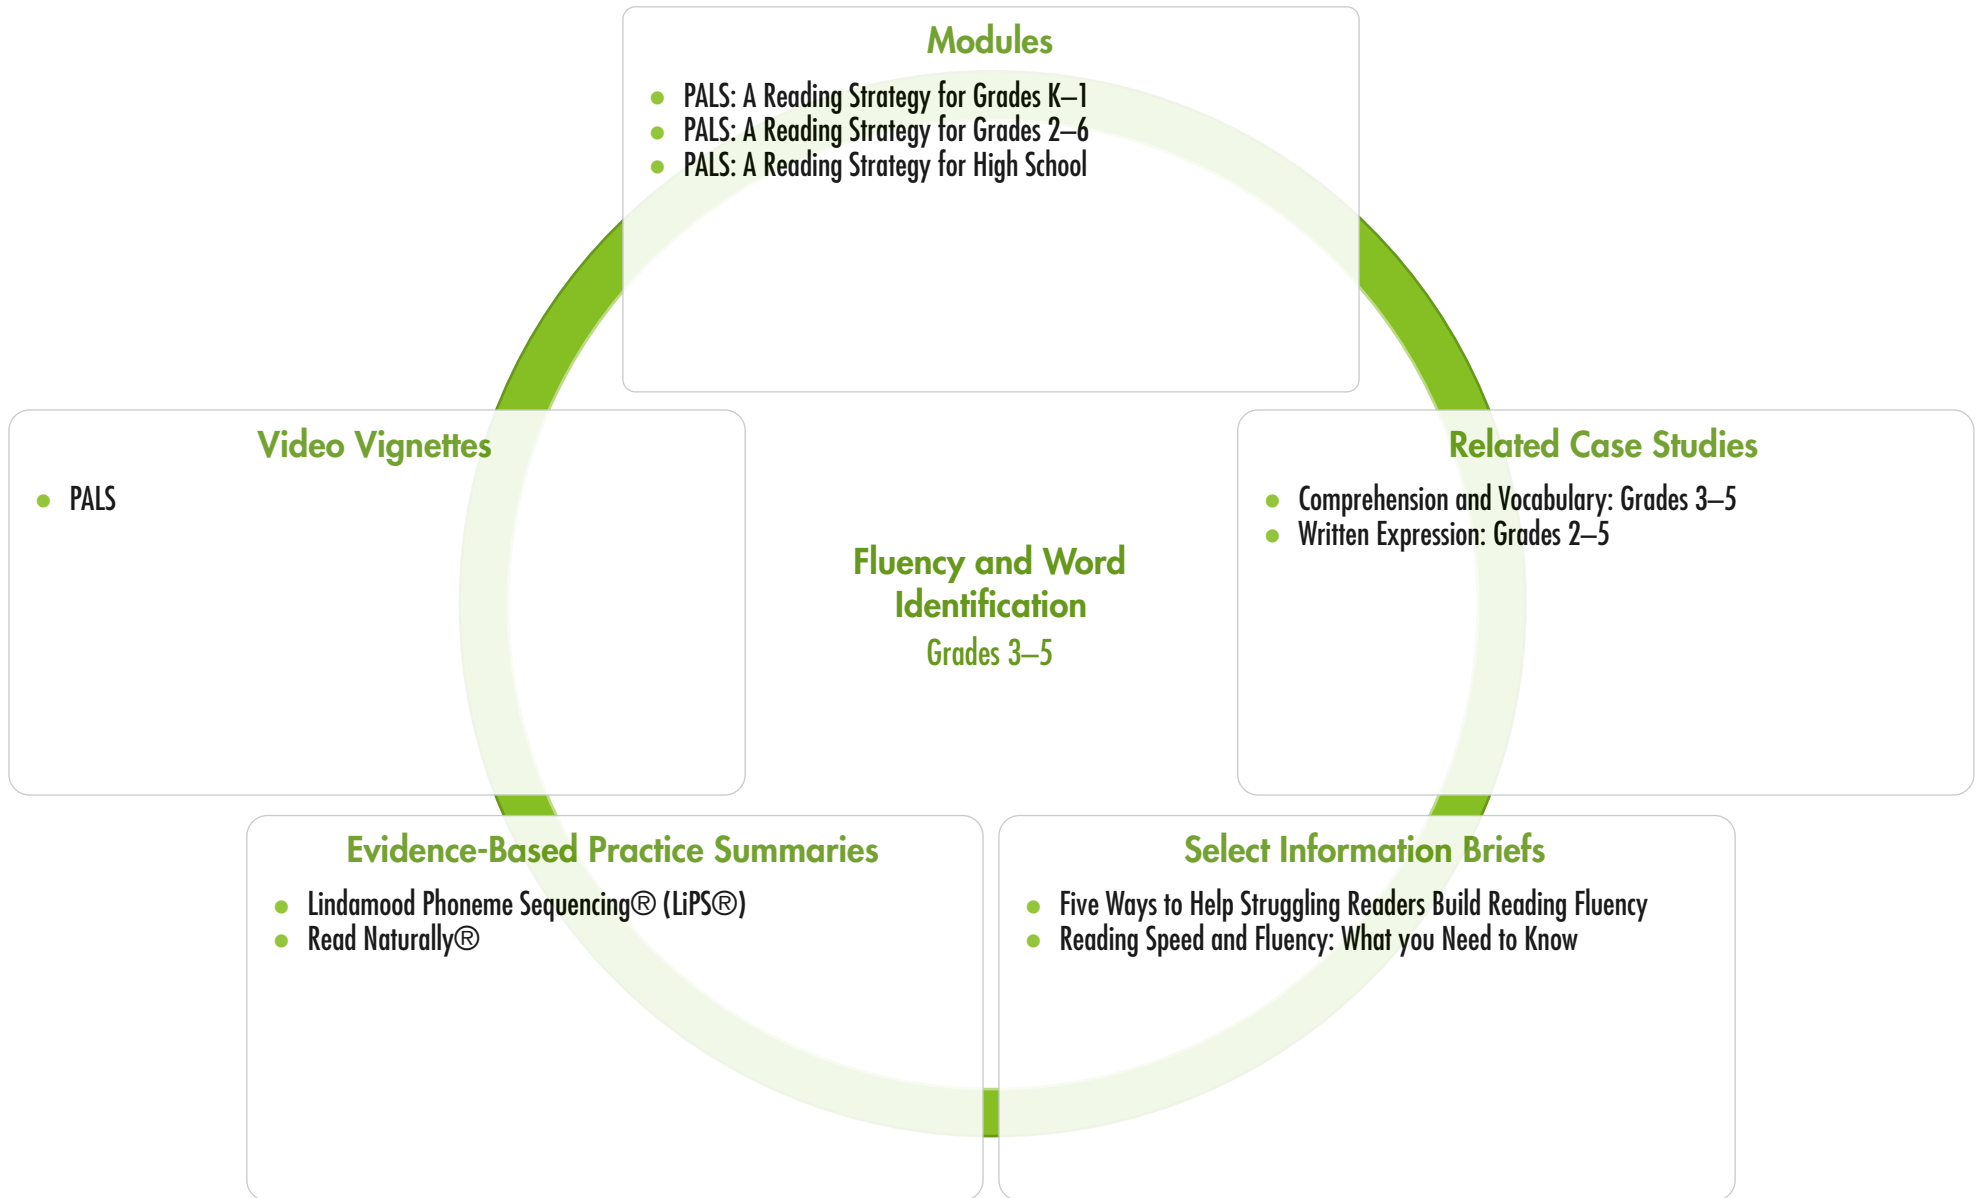 Modules
PALS: A Reading Strategy for Grades K–1
PALS: A Reading Strategy for Grades 2–6
PALS: A Reading Strategy for High School
Video Vignettes
PALS
Fluency and Word
Identification
Grades 3–5
Related Case Studies
Comprehension and Vocabulary: Grades 3–5
Written Expression: Grades 2–5
Evidence-Based Practice Summaries
Lindamood Phoneme Sequencing® (LiPS®)
Read Naturally®
Select Information Briefs
Five Ways to Help Struggling Readers Build Reading Fluency
Reading Speed and Fluency: What you Need to Know